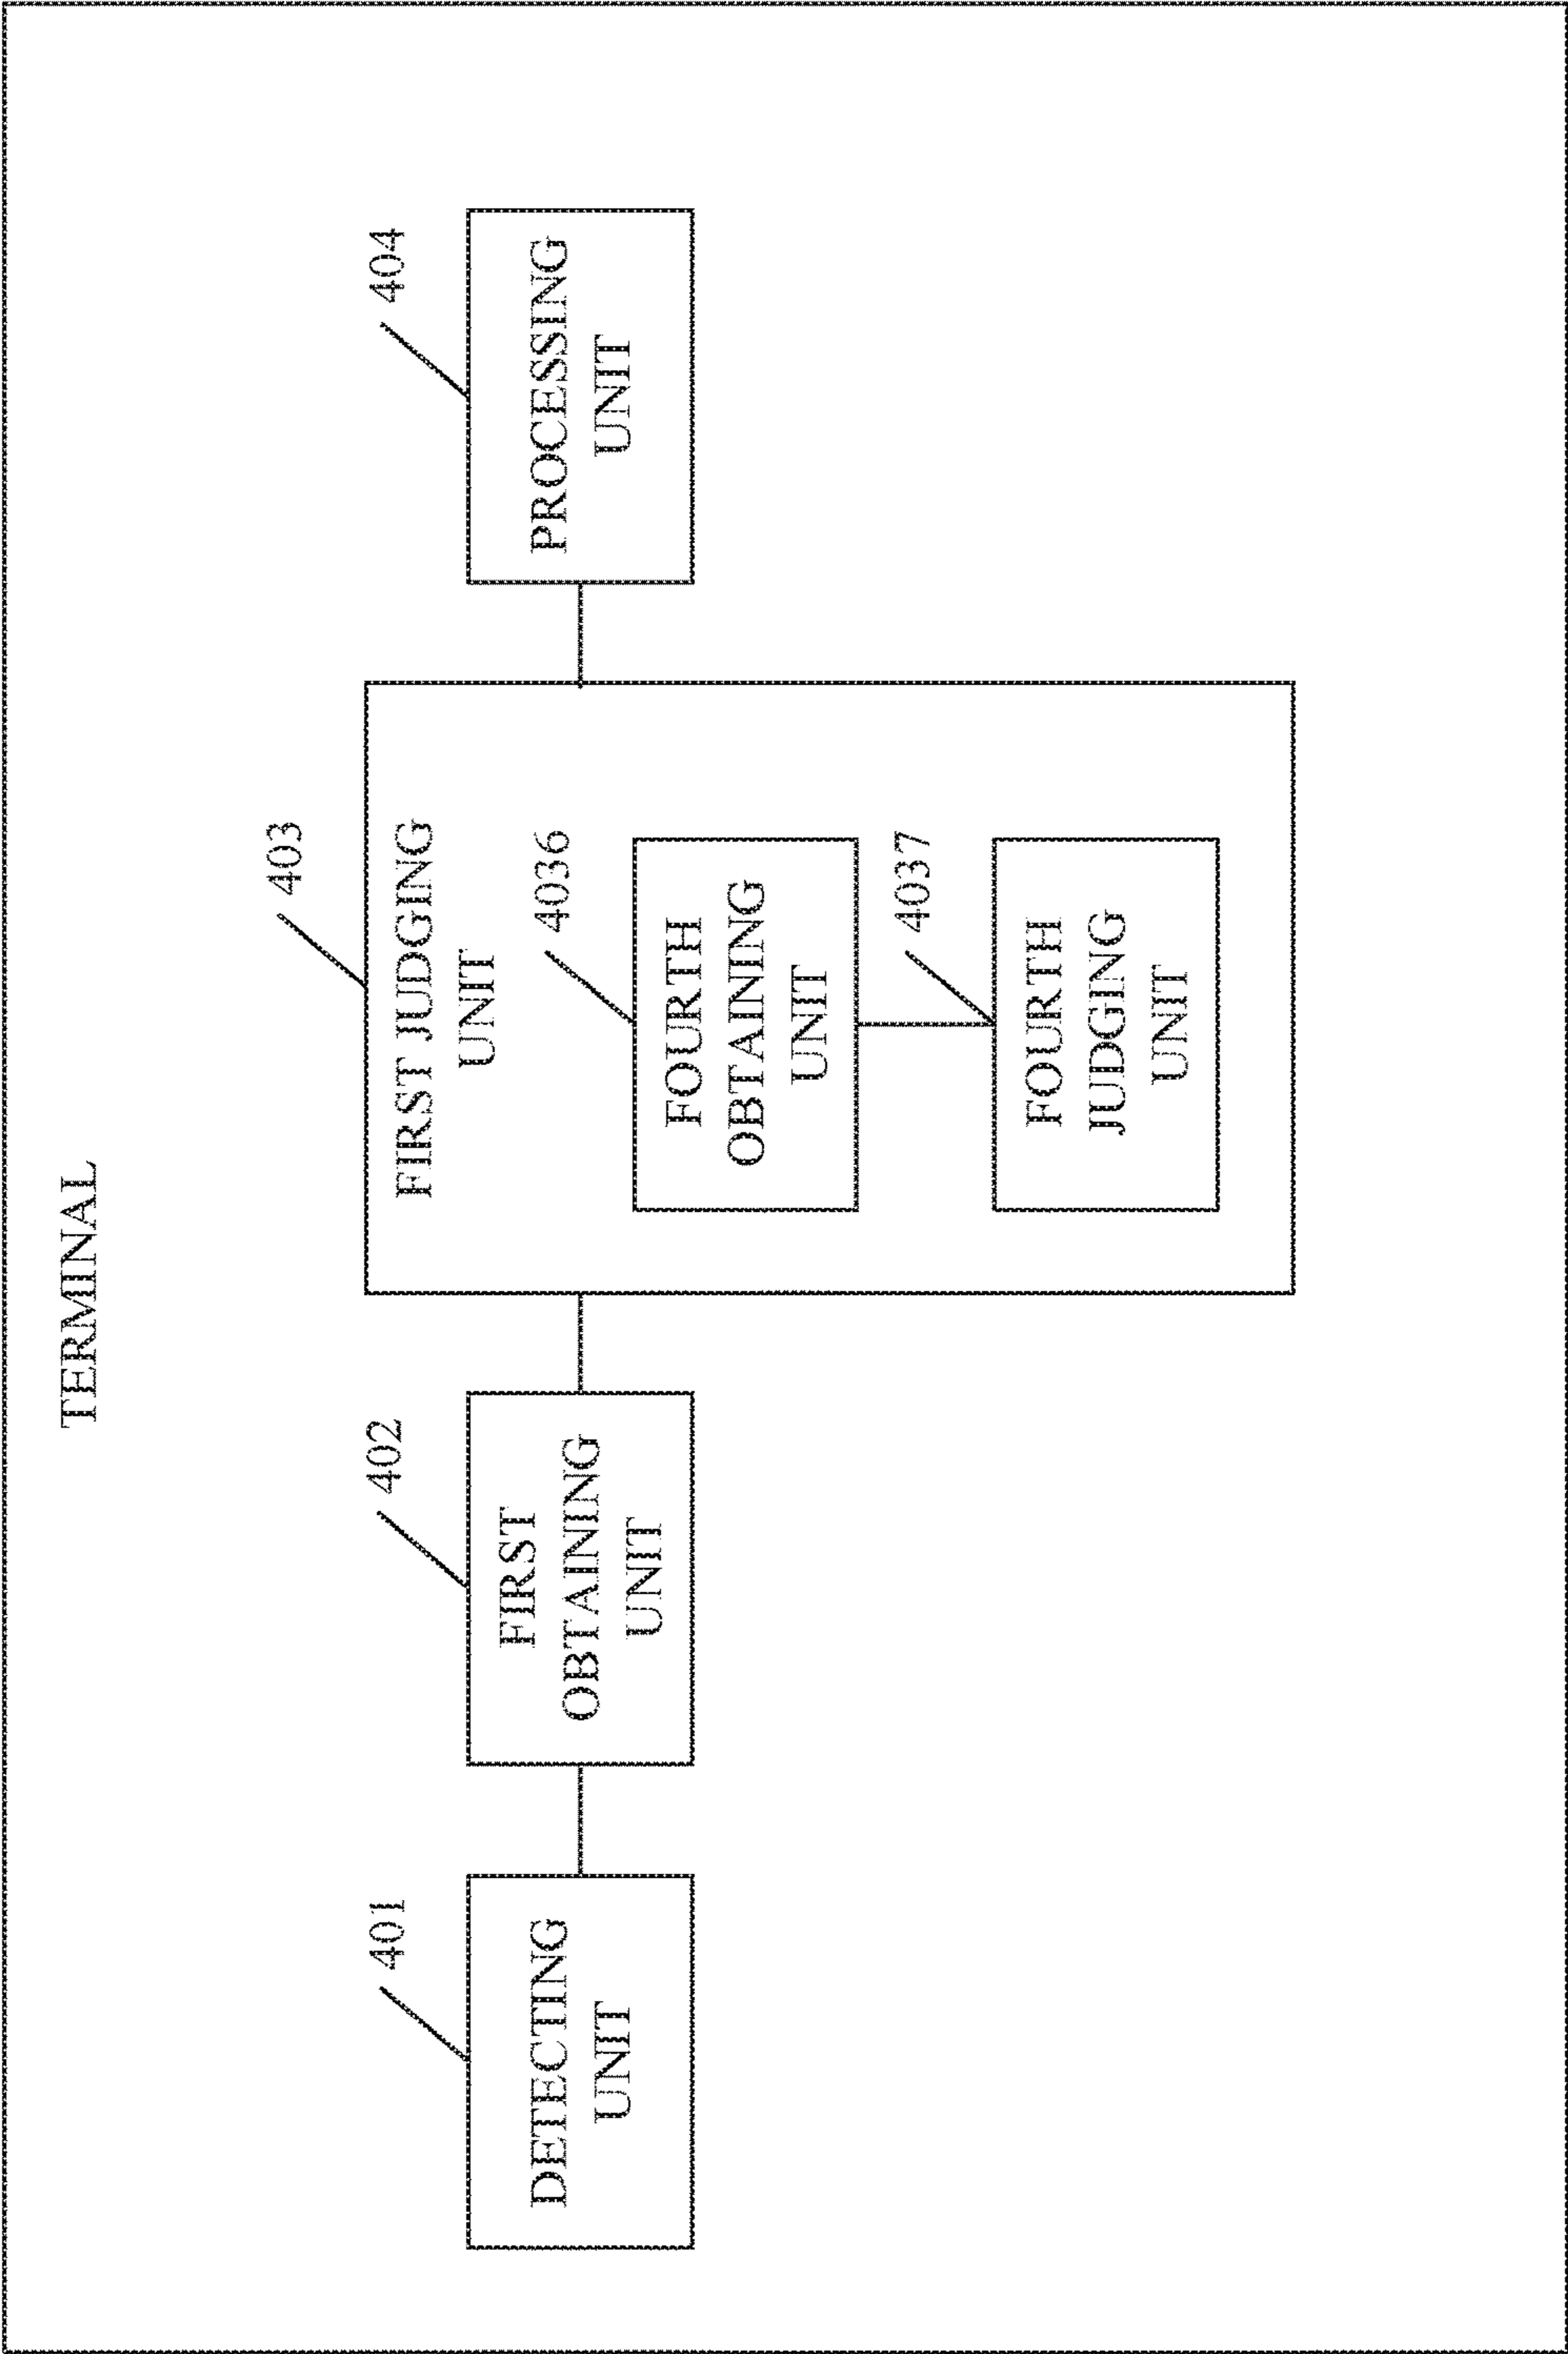 TERMINAL
401
DETECTING
UNIT
402
FIRST
OBTAINING
UNIT
403
FIRST JUDGING
UNIT
4036
FOURTH
OBTAINING
UNIT
4037
FOURTH
JUDGING
UNIT
404
PROCESSING
UNIT